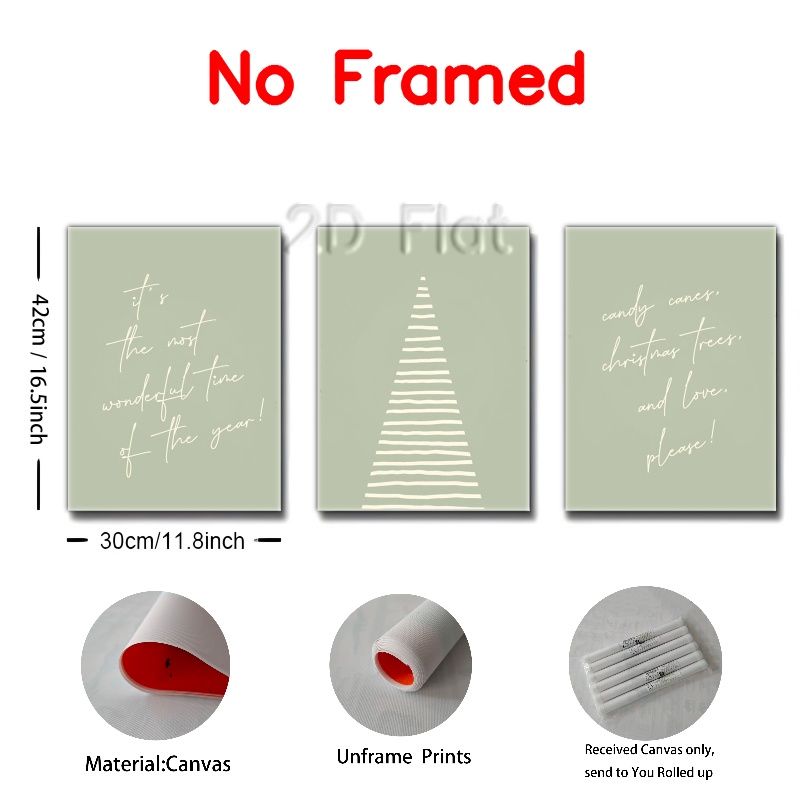 No Framed
2D Flat
42cm / 16.5inch
it's
the most
wonderful time
of the year!
candy canes,
christmas trees,
and love,
please!
30cm/11.8inch
Material:Canvas
Unframe Prints
Received Canvas only,
send to You Rolled up